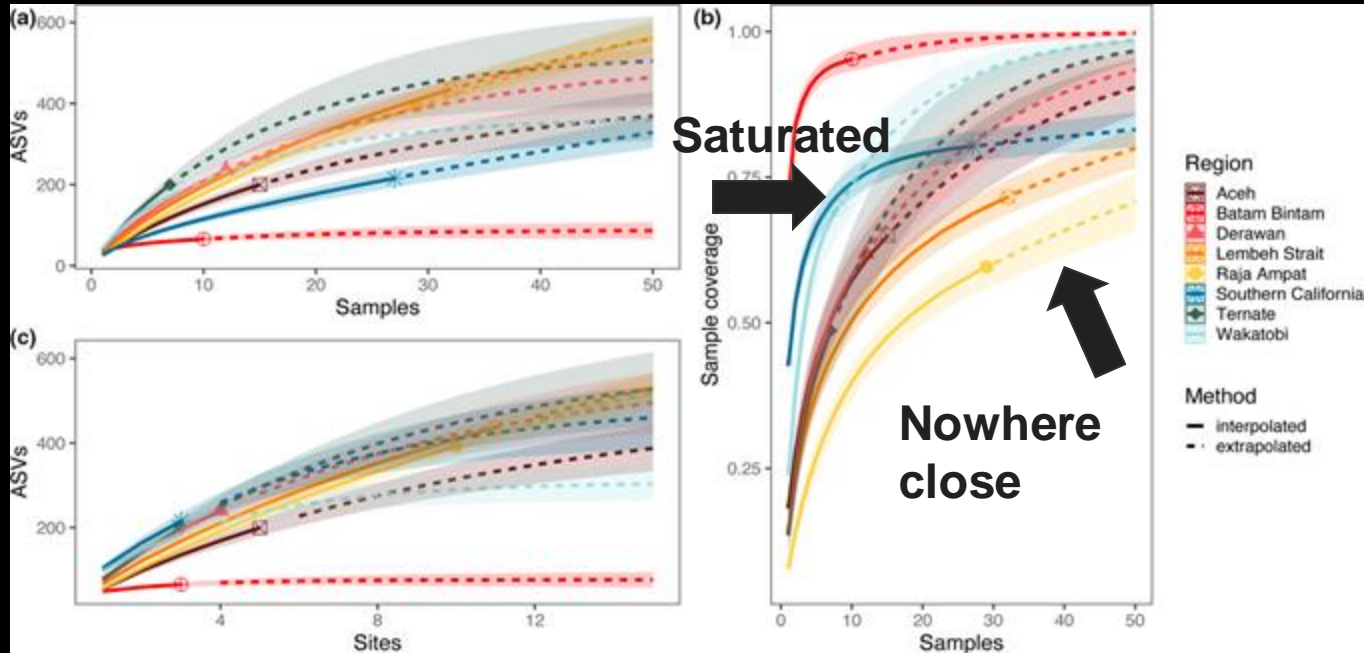 (a)
600
400
200
0
ASVs
0
10
20
30
40
50
Samples
(b)
1.00
0.75
0.50
0.25
Sample coverage
0
10
20
30
40
50
Samples
Saturated
Nowhere
close
(c)
600
400
200
ASVs
4
8
12
Sites
Region
Aceh
Batam Bintam
Derawan
Lembeh Strait
Raja Ampat
Southern California
Ternate
Wakatobi
Method
interpolated
extrapolated